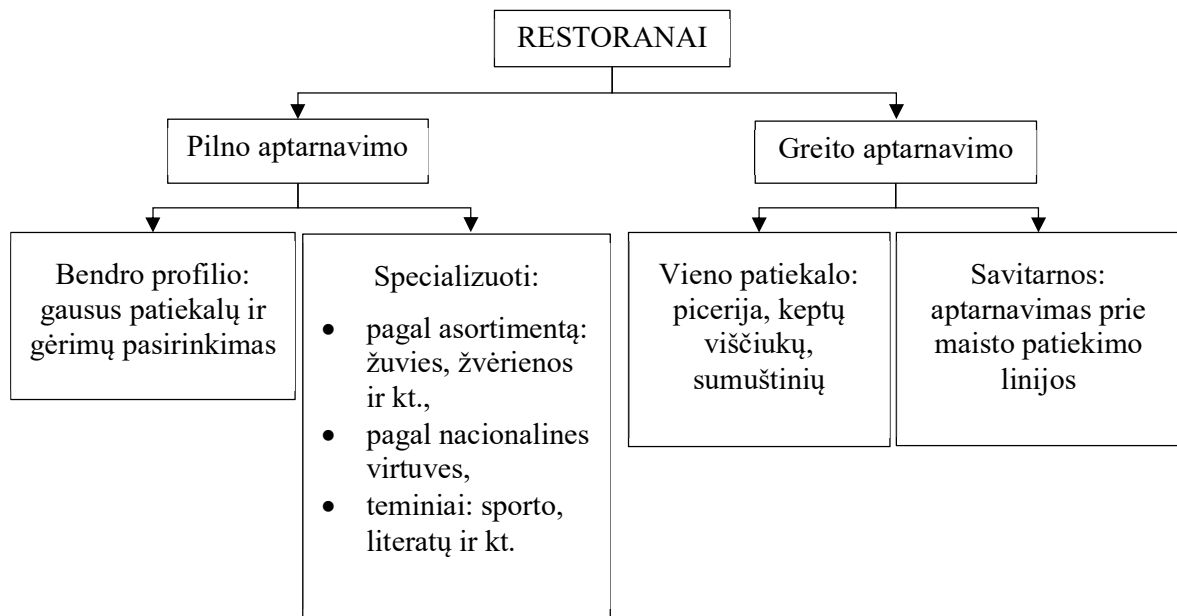 RESTORANAI
Pilno aptarnavimo
Greito aptarnavimo
Bendro profilio:
gausus patiekalų ir
gėrimų pasirinkimas
Specializuoti:
• pagal asortimentą:
žuvies, žvėrienos
ir kt.,
• pagal nacionalines
virtuves,
• teminiai: sporto,
literatų ir kt.
Vieno patiekalo:
picerija, keptų
viščiukų,
sumuštinių
Savitarnos:
aptarnavimas prie
maisto patiekimo
linijos